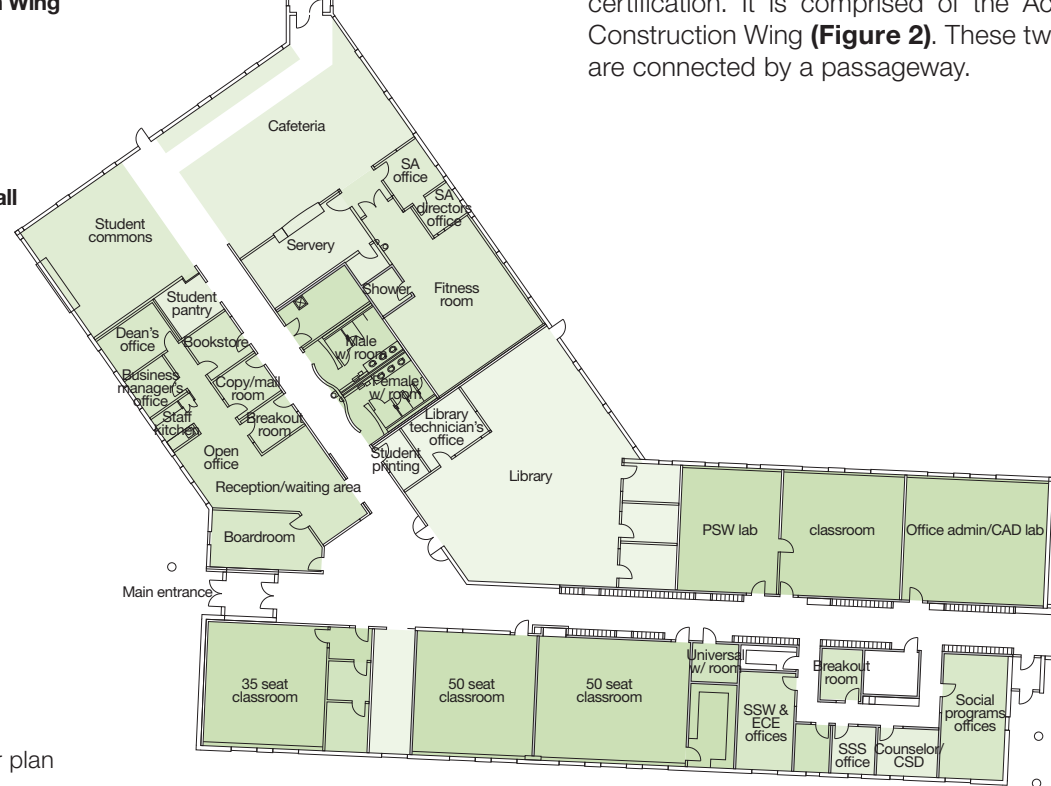 Wing
certification. It is comprised of the
Construction Wing (Figure 2). These
are connected by a passageway.
Cafeteria
SA
office
SA
directors
office
Student
commons
Servery
Shower
Fitness
room
Student
pantry
Dean's
office
Bookstore
Male
w/ room
Business
manager's
office
Copy/mail
room
Female
w/ room
Staff
kitchen
Breakout
room
Library
technician's
office
Open
office
Student
printing
Reception/waiting area
Library
Boardroom
PSW lab
classroom
Office admin/CAD lab
Main entrance
Universal
w/ room
Breakout
room
35 seat
classroom
50 seat
classroom
50 seat
classroom
SSW &
ECE
offices
Social
programs
offices
SSS
office
Counselor/
CSD
plan